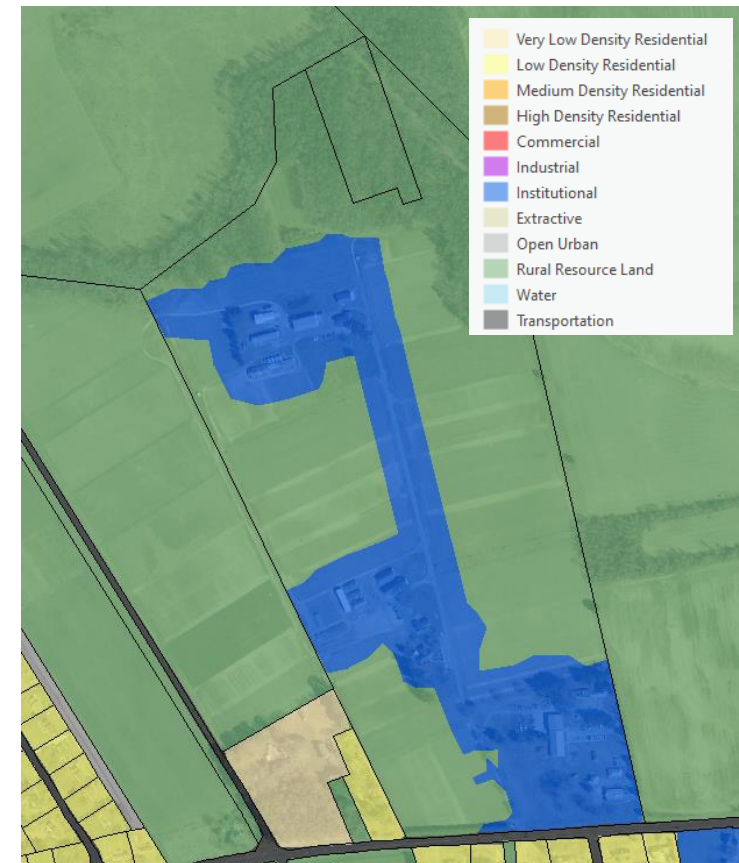 Very Low Density Residential
Low Density Residential
Medium Density Residential
High Density Residential
Commercial
Industrial
Institutional
Extractive
Open Urban
Rural Resource Land
Water
Transportation